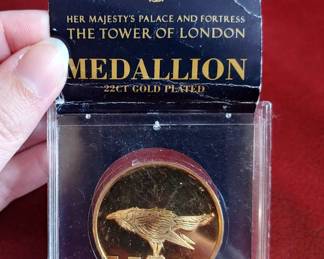 HER MAJESTY'S PALACE AND FORTRESS
THE TOWER OF LONDON
MEDALLION
22CT GOLD PLATED